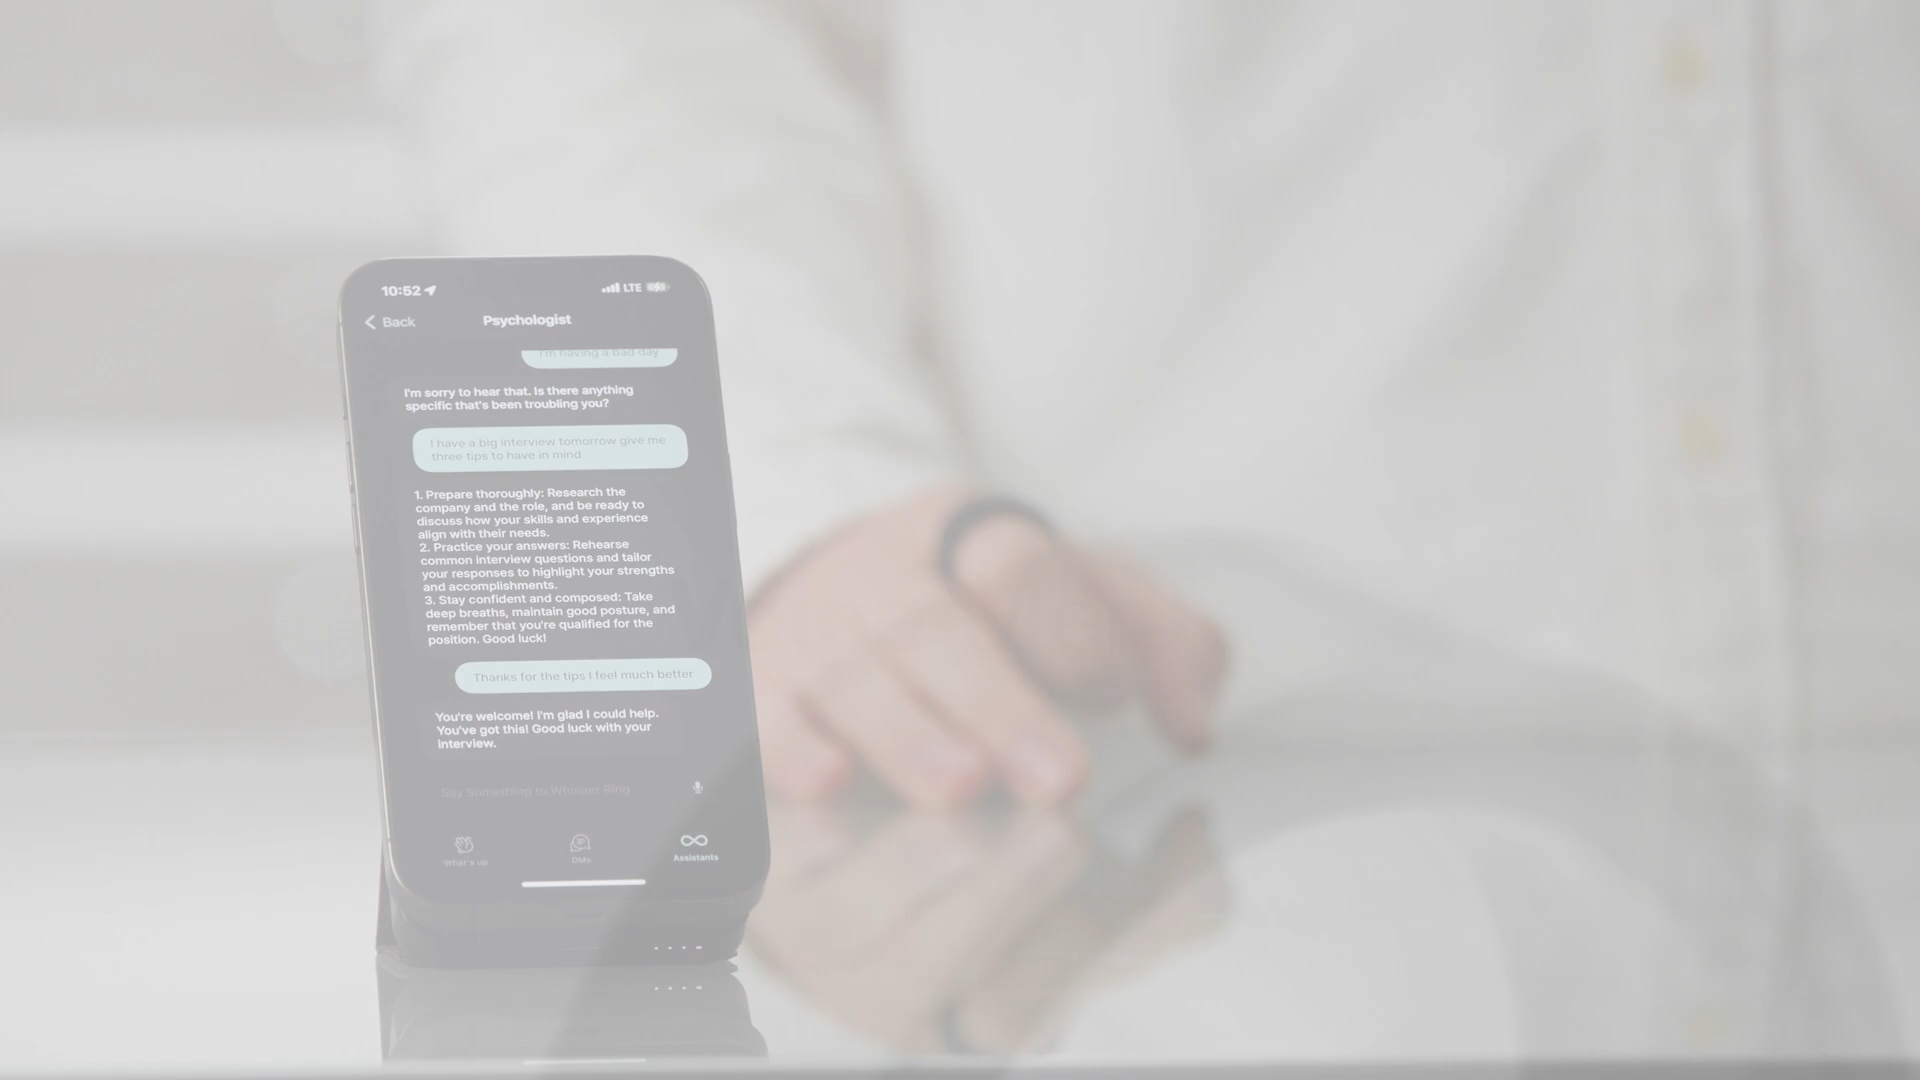 10:52
LTE
Back
Psychologist
I'm having a bad day
I'm sorry to hear that. Is there anything
specific that's been troubling you?
I have a big interview tomorrow give me
three tips to have in mind
1. Prepare thoroughly: Research the
company and the role, and be ready to
discuss how your skills and experience
align with their needs.
2. Practice your answers: Rehearse
common interview questions and tailor
your responses to highlight your strengths
and accomplishments.
3. Stay confident and composed: Take
deep breaths, maintain good posture, and
remember that you're qualified for the
position. Good luck!
Thanks for the tips I feel much better
You're welcome! I'm glad I could help.
You've got this! Good luck with your
interview.
Say Something to Whisper Ring
What's up!
DMs
Assistants